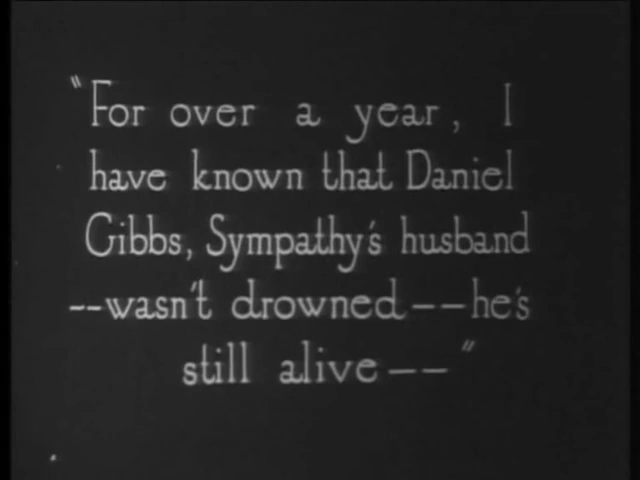 "For over a year, I
have known that Daniel
Gibbs, Sympathy's husband
--wasn't drowned----he's
still alive----"